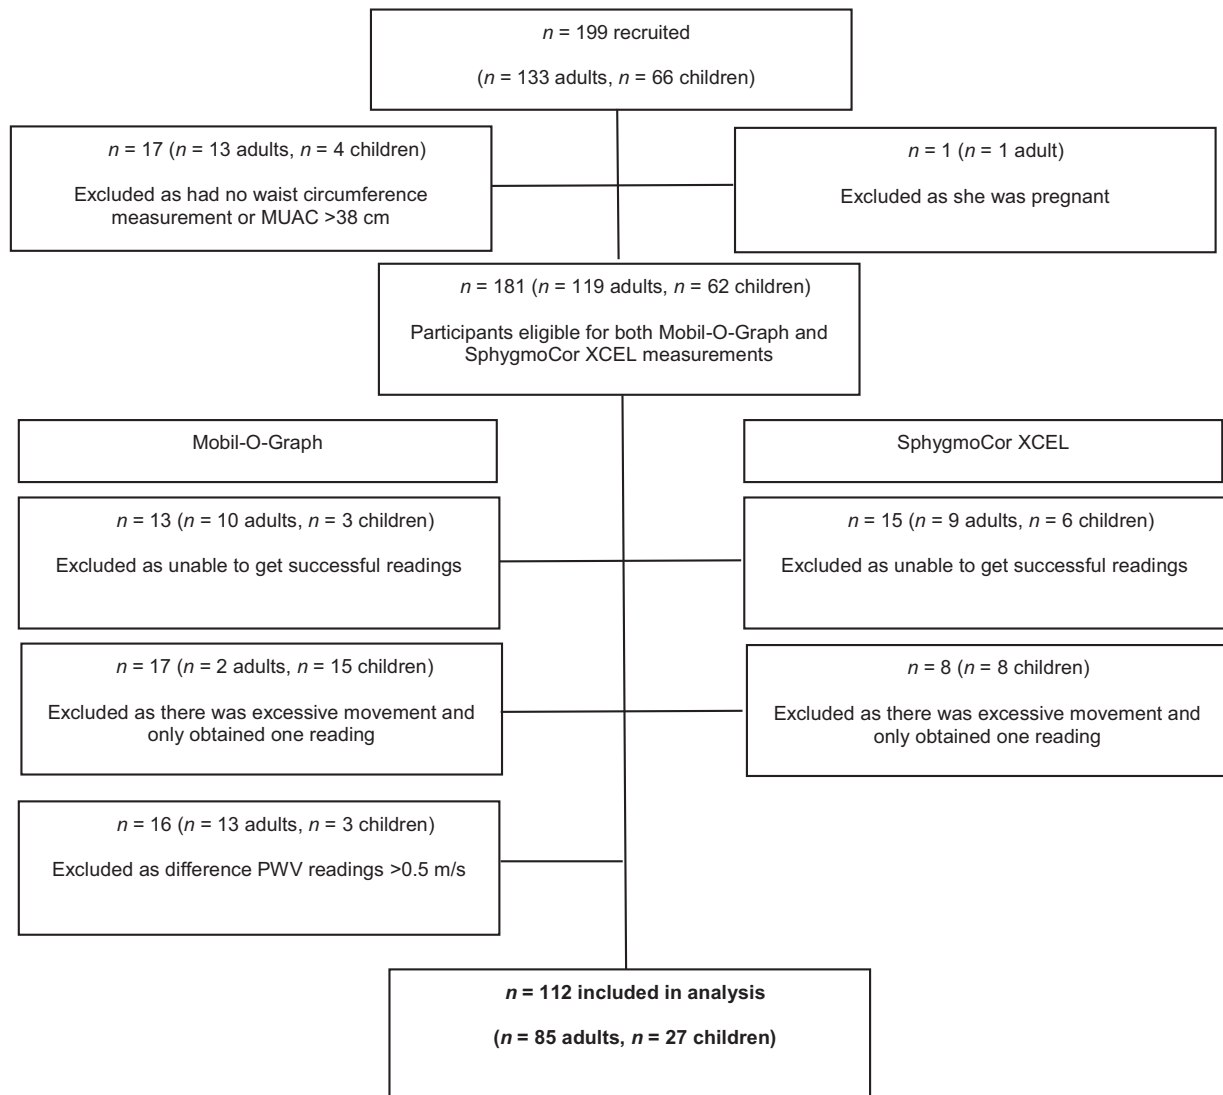 n = 199 recruited
(n = 133 adults, n = 66 children)
n = 17 (n = 13 adults, n = 4 children)
Excluded as had no waist circumference
measurement or MUAC >38 cm
n = 1 (n = 1 adult)
Excluded as she was pregnant
n = 181 (n = 119 adults, n = 62 children)
Participants eligible for both Mobil-O-Graph and
SphygmoCor XCEL measurements
Mobil-O-Graph
SphygmoCor XCEL
n = 13 (n = 10 adults, n = 3 children)
Excluded as unable to get successful readings
n = 15 (n = 9 adults, n = 6 children)
Excluded as unable to get successful readings
n = 17 (n = 2 adults, n = 15 children)
Excluded as there was excessive movement and
only obtained one reading
n = 8 (n = 8 children)
Excluded as there was excessive movement and
only obtained one reading
n = 16 (n = 13 adults, n = 3 children)
Excluded as difference PWV readings >0.5 m/s
n = 112 included in analysis
(n = 85 adults, n = 27 children)